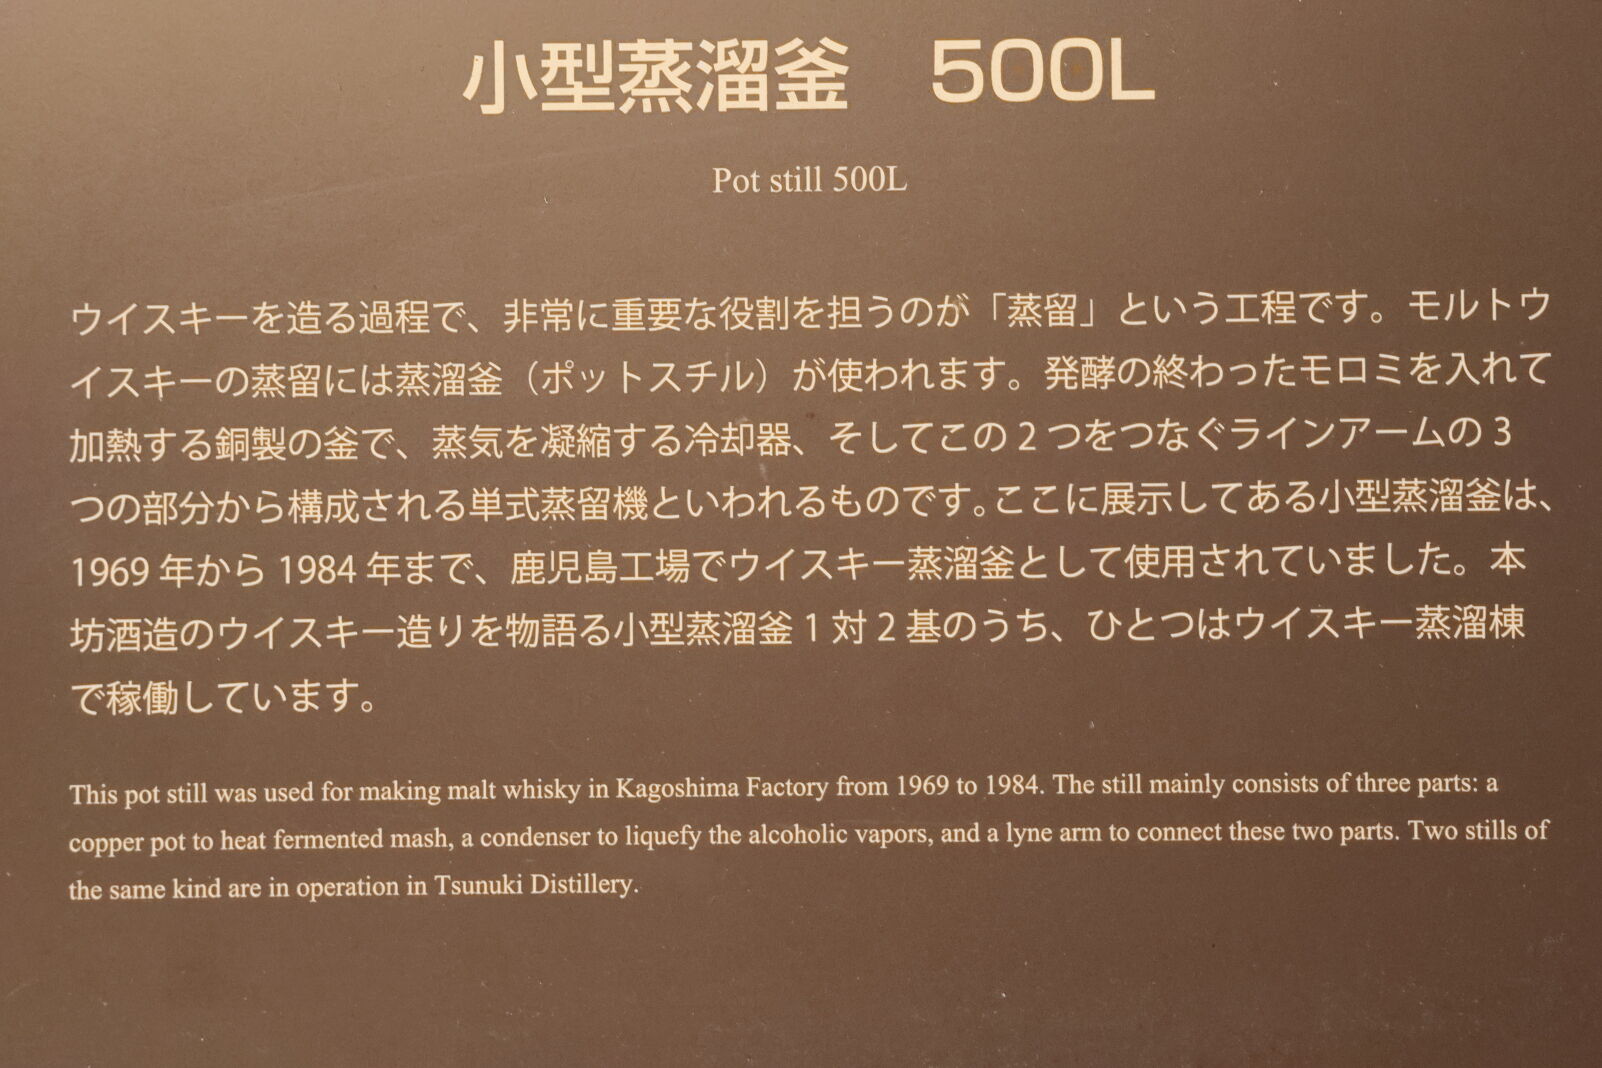 小型蒸溜釜　500L
Pot still 500L
ウイスキーを造る過程で、非常に重要な役割を担うのが「蒸留」という工程です。モルトウ
イスキーの蒸留には蒸溜釜（ポットスチル）が使われます。発酵の終わったモロミを入れて
加熱する銅製の釜で、蒸気を凝縮する冷却器、そしてこの 2 つをつなぐラインアームの 3
つの部分から構成される単式蒸留機といわれるものです。ここに展示してある小型蒸溜釜は、
1969 年から 1984 年まで、鹿児島工場でウイスキー蒸溜釜として使用されていました。本
坊酒造のウイスキー造りを物語る小型蒸溜釜 1 対 2 基のうち、ひとつはウイスキー蒸溜棟
で稼働しています。
This pot still was used for making malt whisky in Kagoshima Factory from 1969 to 1984. The still mainly consists of three parts: a
copper pot to heat fermented mash, a condenser to liquefy the alcoholic vapors, and a lyne arm to connect these two parts. Two stills of
the same kind are in operation in Tsunuki Distillery.